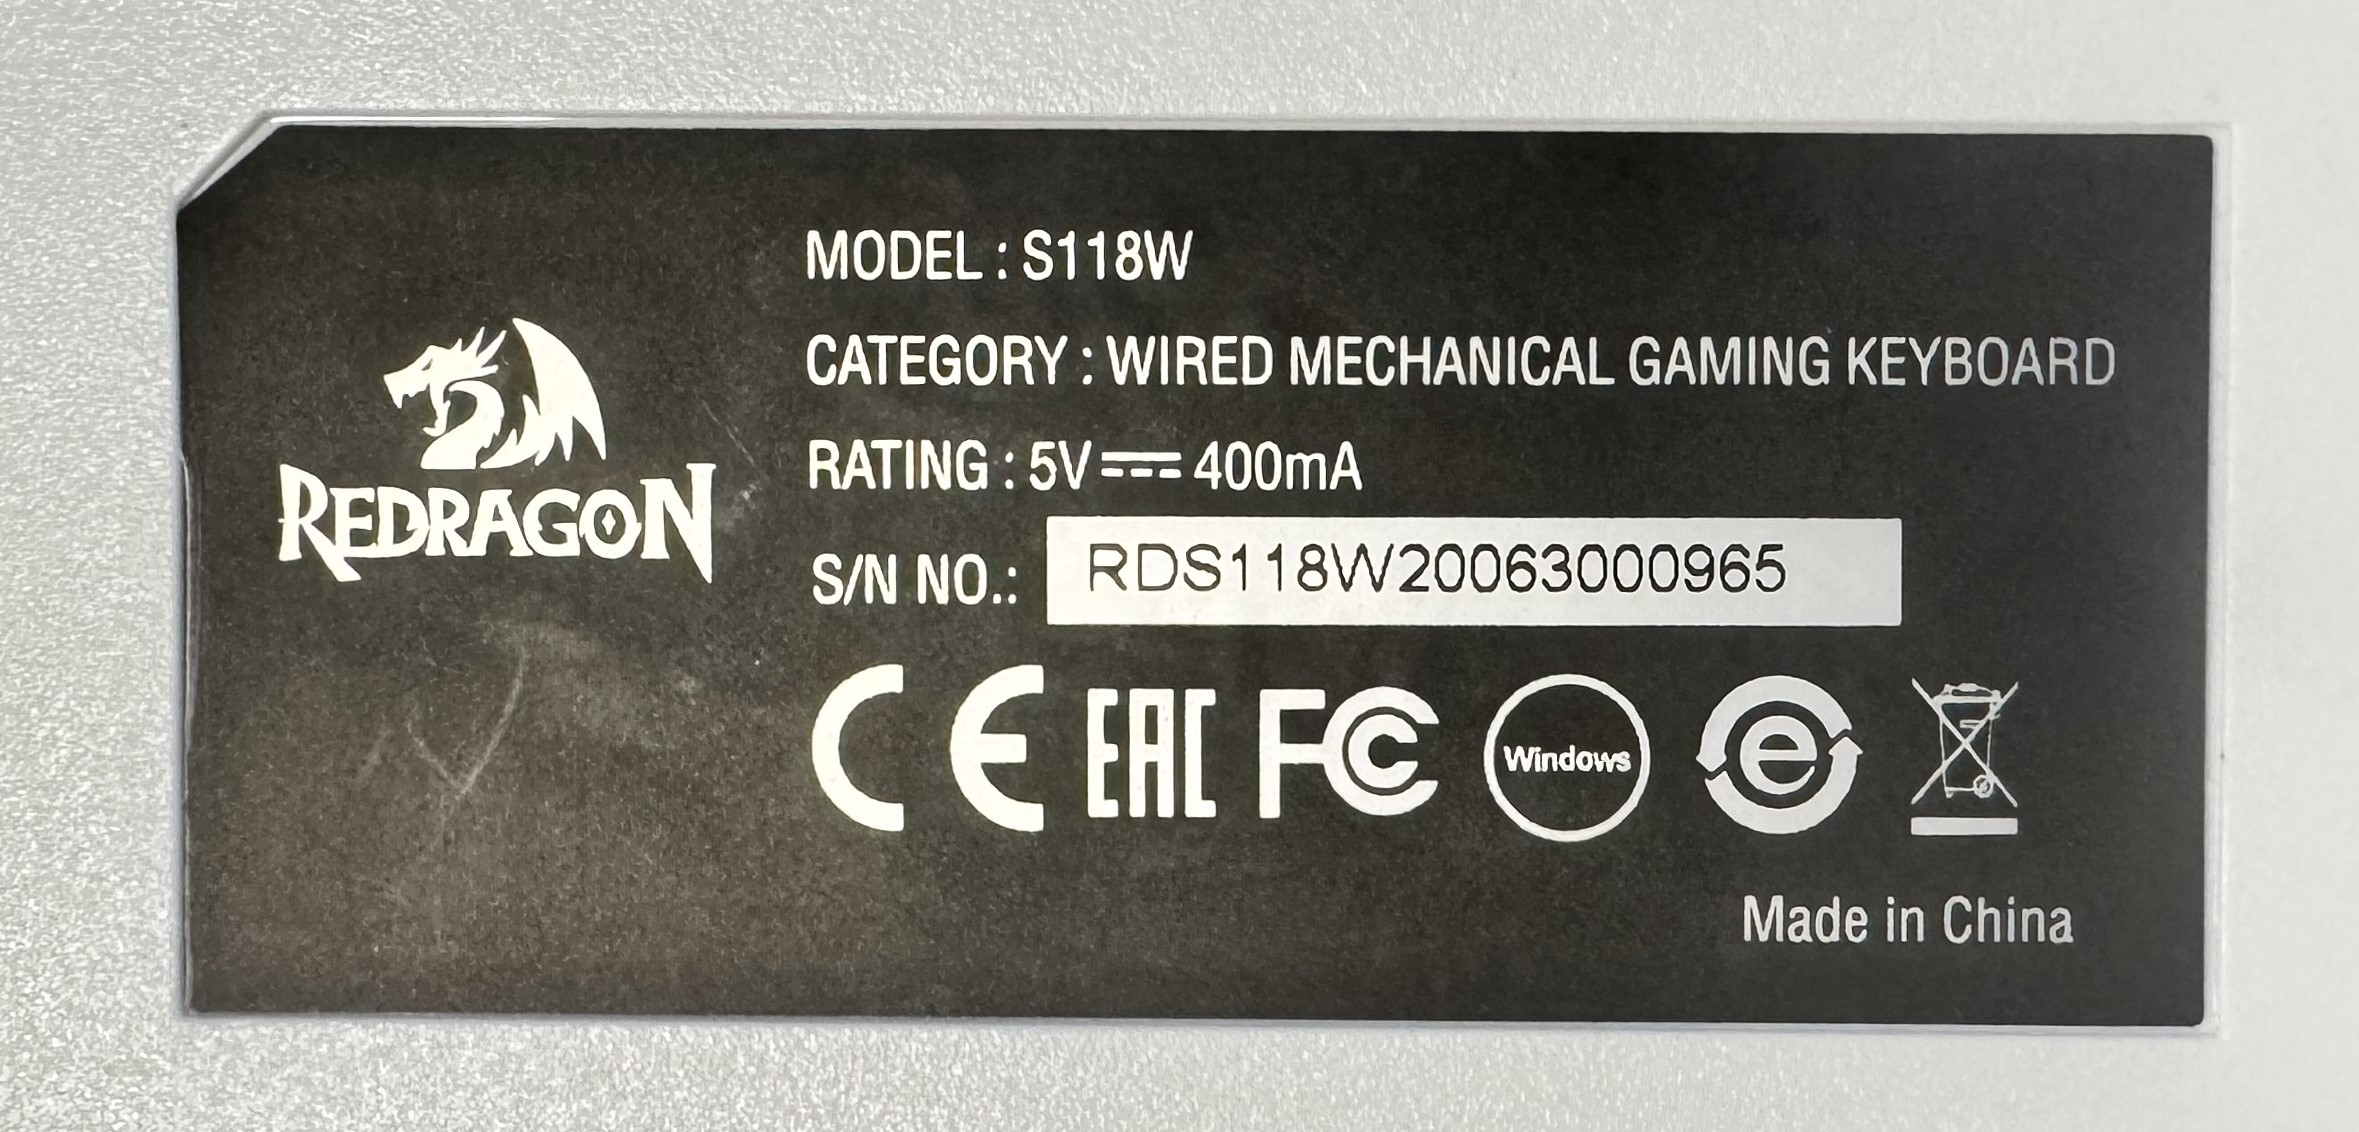 REDRAGON
MODEL : S118W
CATEGORY : WIRED MECHANICAL GAMING KEYBOARD
RATING : 5V⎓400mA
S/N NO.: RDS118W20063000965
CE EAC FC Windows e
Made in China